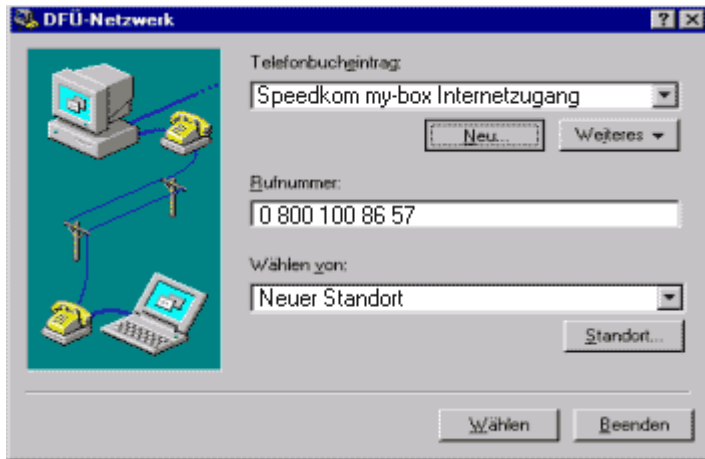 DFÜ-Netzwerk
Telefonbucheintrag:
Speedkom my-box Internetzugang
Neu... Weiteres
Rufnummer:
0 800 100 86 57
Wählen von:
Neuer Standort
Standort...
Wählen Beenden